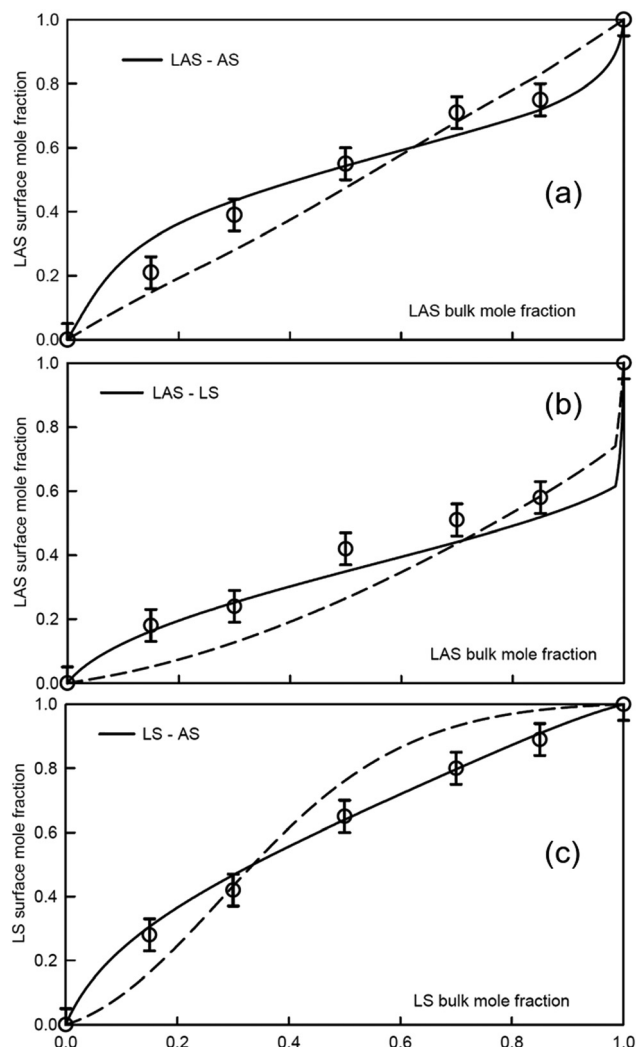 1.0
LAS - AS
0.8
0.6
(a)
0.4
0.2
LAS bulk mole fraction
0.0
LAS surrface mole fraction
1.0
LAS - LS
(b)
0.8
0.6
0.4
0.2
LAS bulk mole fraction
0.0
LAS surface mole fraction
1.0
LS - AS
0.8
0.6
(c)
0.4
0.2
LS bulk mole fraction
0.0
LS surface mole fraction
0.0 0.2 0.4 0.6 0.8 1.0